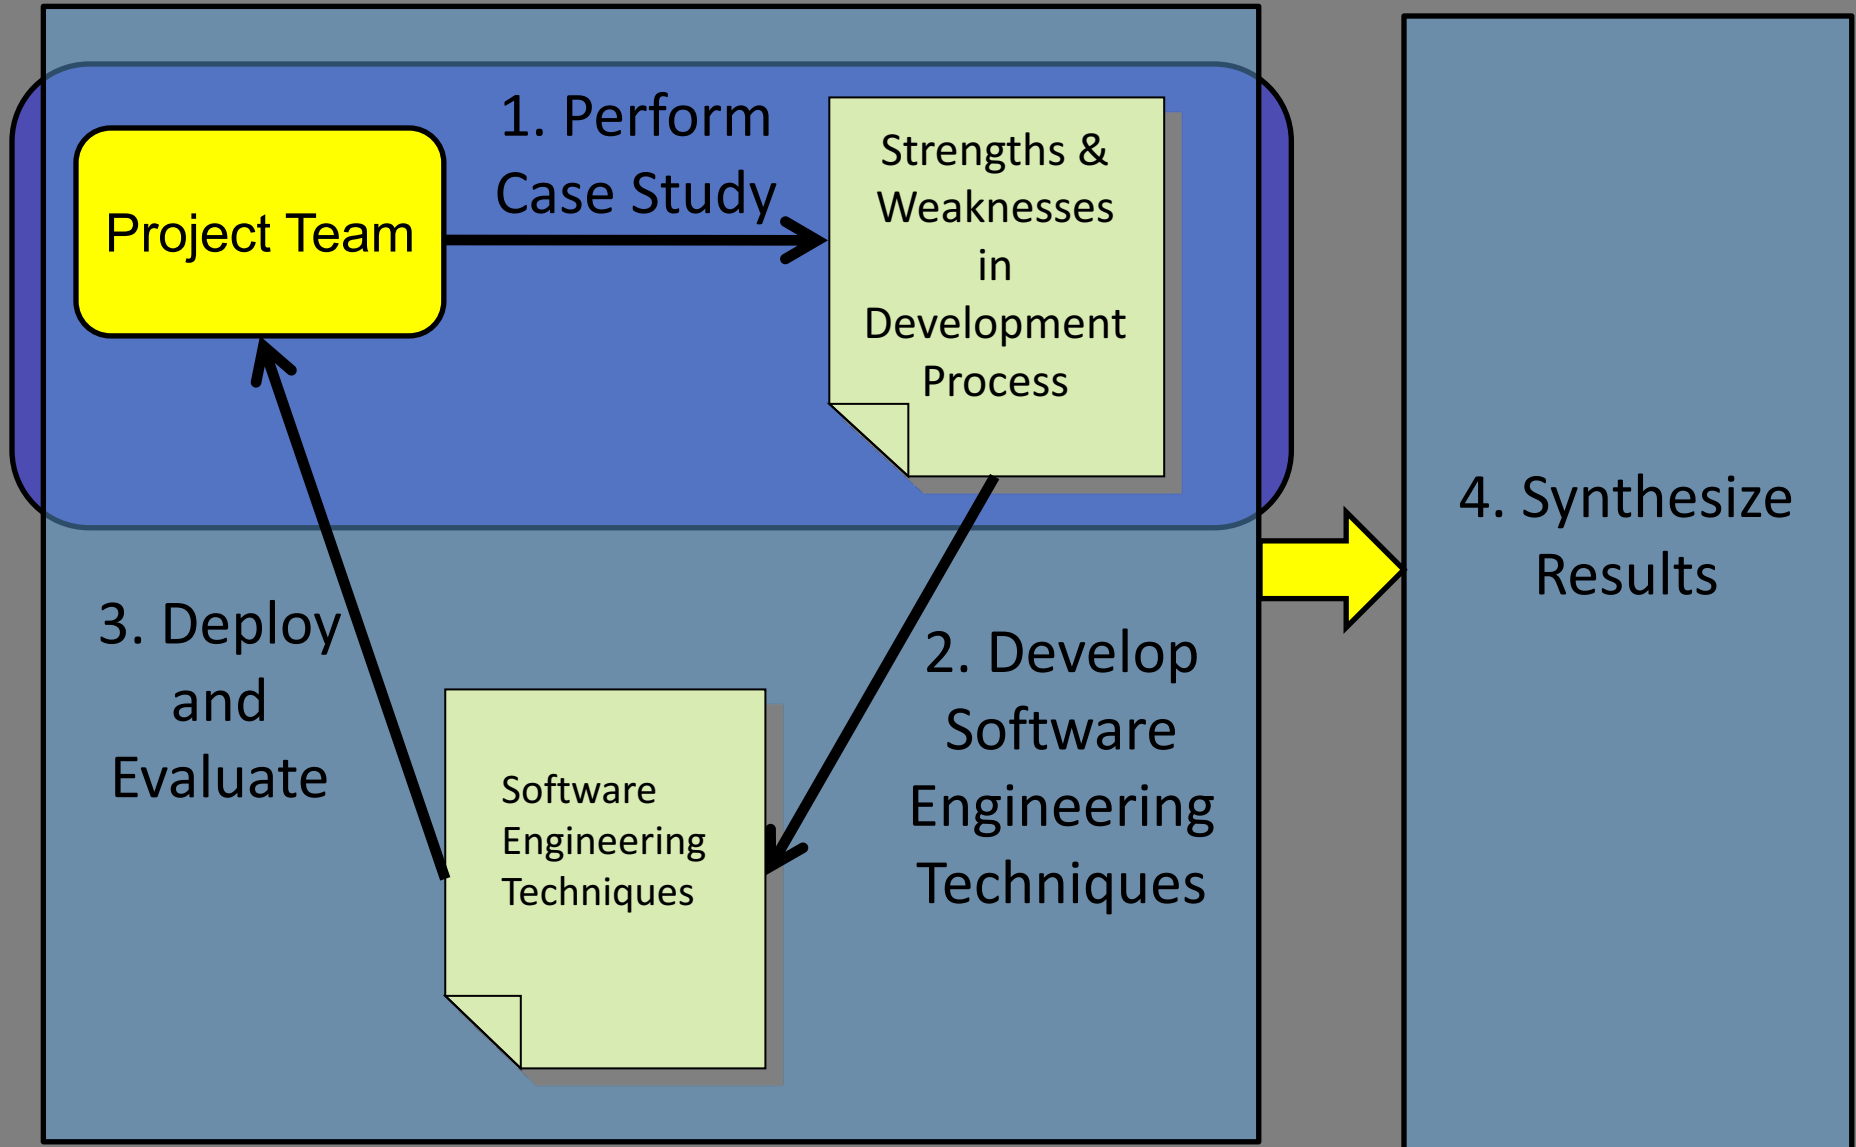 Project Team
1. Perform
Case Study
Strengths &
Weaknesses
in
Development
Process
2. Develop
Software
Engineering
Techniques
Software
Engineering
Techniques
3. Deploy
and
Evaluate
4. Synthesize
Results